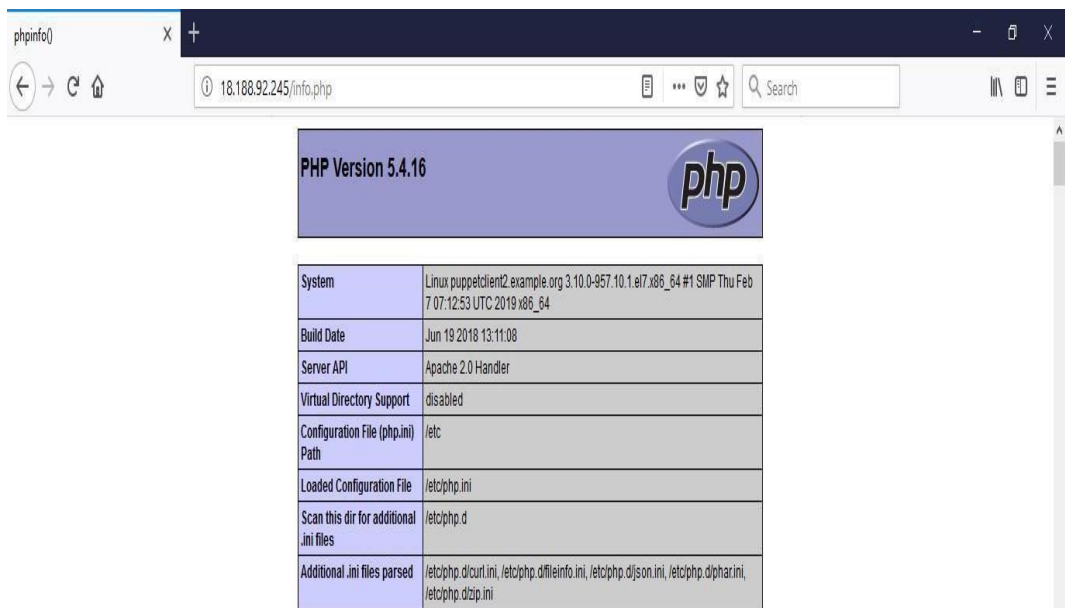 phpinfo()
18.188.92.245/info.php
Search
PHP Version 5.4.16
php
System
Linux puppetclient2.example.org 3.10.0-957.10.1.el7.x86_64 #1 SMP Thu Feb
7 07:12:53 UTC 2019 x86_64
Build Date
Jun 19 2018 13:11:08
Server API
Apache 2.0 Handler
Virtual Directory Support
disabled
Configuration File (php.ini)
Path
/etc
Loaded Configuration File
/etc/php.ini
Scan this dir for additional
.ini files
/etc/php.d
Additional .ini files parsed
/etc/php.d/curl.ini, /etc/php.d/fileinfo.ini, /etc/php.d/json.ini, /etc/php.d/phar.ini,
/etc/php.d/zip.ini